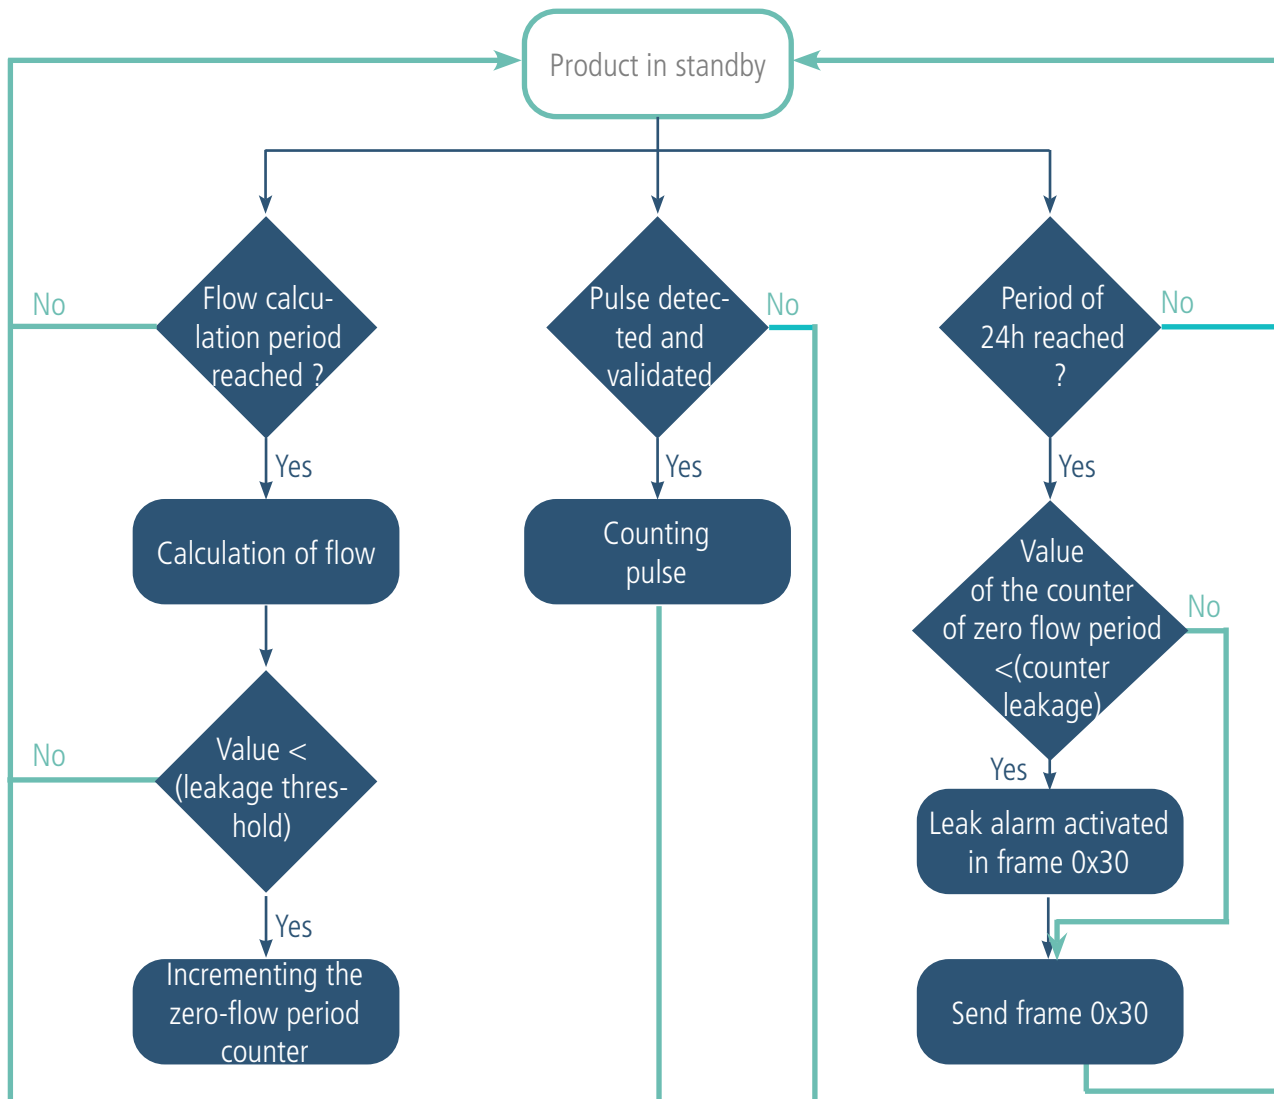 Product in standby
No
Flow calcu-
lation period
reached ?
Yes
Calculation of flow
No
Value <
(leakage thres-
hold)
Yes
Incrementing the
zero-flow period
counter
Pulse detec-
ted and
validated
No
Yes
Counting
pulse
Period of
24h reached
?
No
Yes
Value
of the counter
of zero flow period
<(counter
leakage)
No
Yes
Leak alarm activated
in frame 0x30
Send frame 0x30